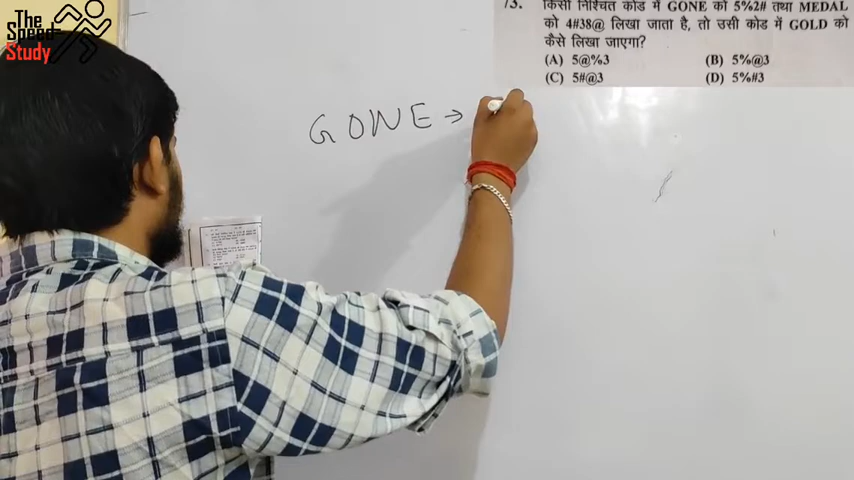 The
Speed
Study
73. किसी निश्चित कोड में GONE को 5%2# तथा MEDAL
को 4#38@ लिखा जाता है, तो उसी कोड में GOLD को
कैसे लिखा जाएगा?
(A) 5@%3 (B) 5%@3
(C) 5#@3 (D) 5%#3
GONE →